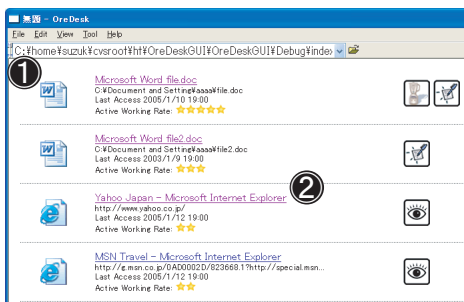 無題 - OreDesk
File Edit View Tool Help
C:¥home¥suzuk¥cvsroot¥hf¥OreDeskGUI¥OreDeskGUI¥Debug¥index
1
Microsoft Word file.doc
C:¥Document and Setting¥aaaa¥file.doc
Last Access 2005/1/10 19:00
Active Working Rate: ★★★★★
Microsoft Word file2.doc
C:¥Document and Setting¥aaaa¥file2.doc
Last Access 2003/1/9 19:00
Active Working Rate: ★★★
2
Yahoo Japan - Microsoft Internet Explorer
http://www.yahoo.co.jp/
Last Access 2005/1/12 19:00
Active Working Rate: ★★
MSN Travel - Microsoft Internet Explorer
http://g.msn.co.jp/0AD0002D/823668.1?http://special.msn...
Last Access 2005/1/12 19:00
Active Working Rate: ★★